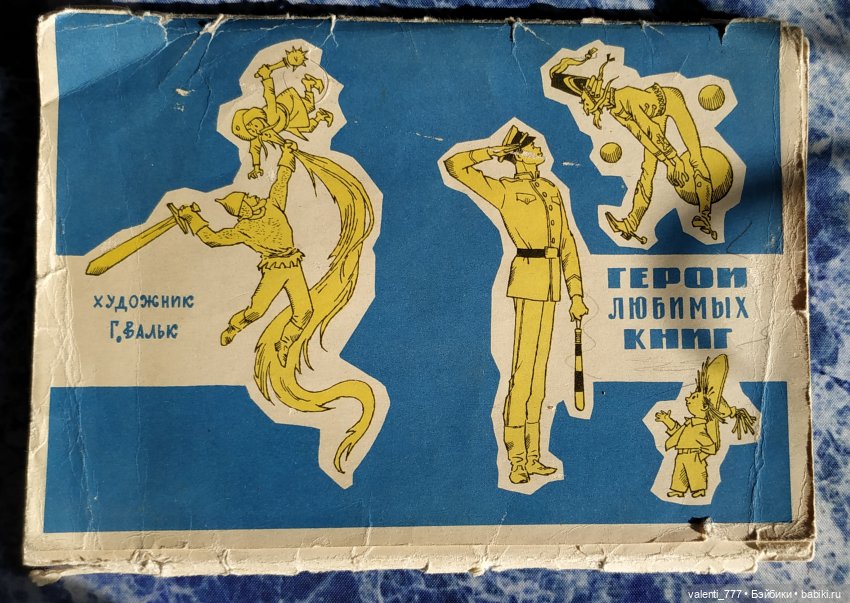 ХУДОЖНИК
Г. ВАЛЬК
ГЕРОИ
ЛЮБИМЫХ
КНИГ
valenti_777 • Бэйбики • babiki.ru